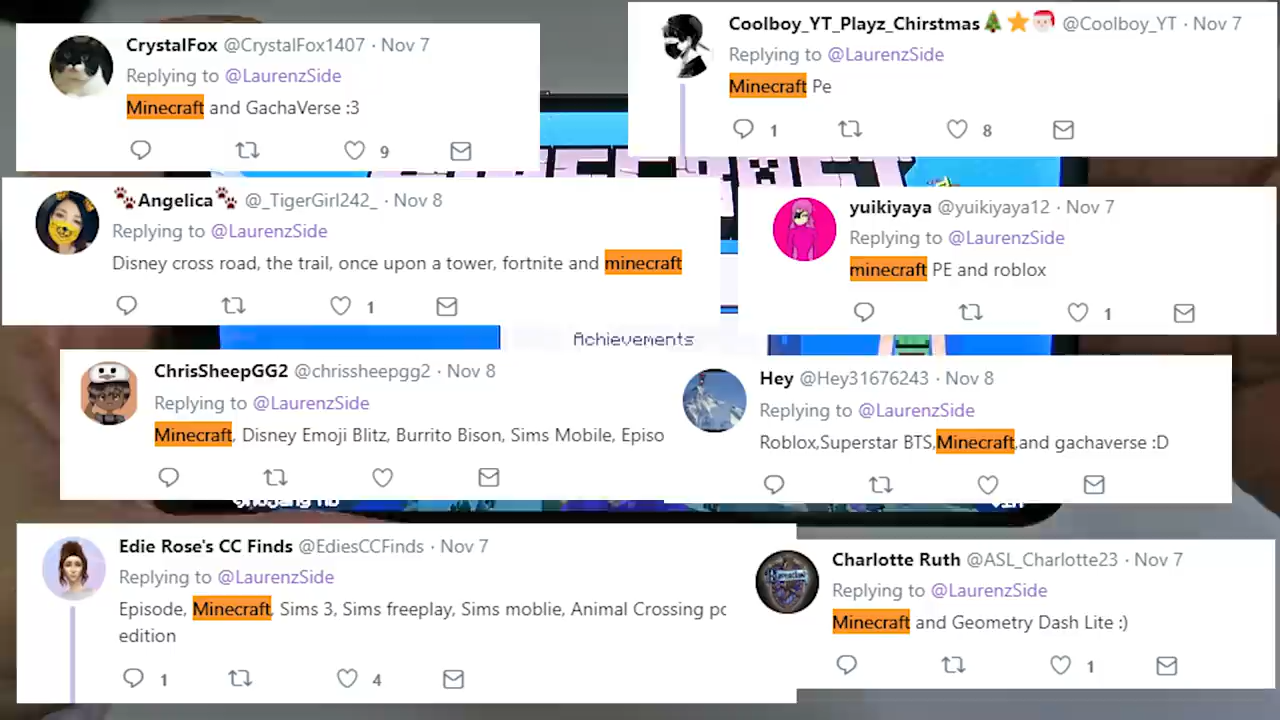 CrystalFox @CrystalFox1407 · Nov 7
Replying to @LaurenzSide
Minecraft and GachaVerse :3
9
Coolboy_YT_Playz_Chirstmas🎄⭐🎅 @Coolboy_YT · Nov 7
Replying to @LaurenzSide
Minecraft Pe
1 8
🐾Angelica🐾 @_TigerGirl242_ · Nov 8
Replying to @LaurenzSide
Disney cross road, the trail, once upon a tower, fortnite and minecraft
1
yuikiyaya @yuikiyaya12 · Nov 7
Replying to @LaurenzSide
minecraft PE and roblox
1
Achievements
ChrisSheepGG2 @chrissheepgg2 · Nov 8
Replying to @LaurenzSide
Minecraft, Disney Emoji Blitz, Burrito Bison, Sims Mobile, Episo
Hey @Hey31676243 · Nov 8
Replying to @LaurenzSide
Roblox,Superstar BTS,Minecraft,and gachaverse :D
Edie Rose's CC Finds @EdiesCCFinds · Nov 7
Replying to @LaurenzSide
Episode, Minecraft, Sims 3, Sims freeplay, Sims moblie, Animal Crossing pc
edition
1 4
Charlotte Ruth @ASL_Charlotte23 · Nov 7
Replying to @LaurenzSide
Minecraft and Geometry Dash Lite :)
1